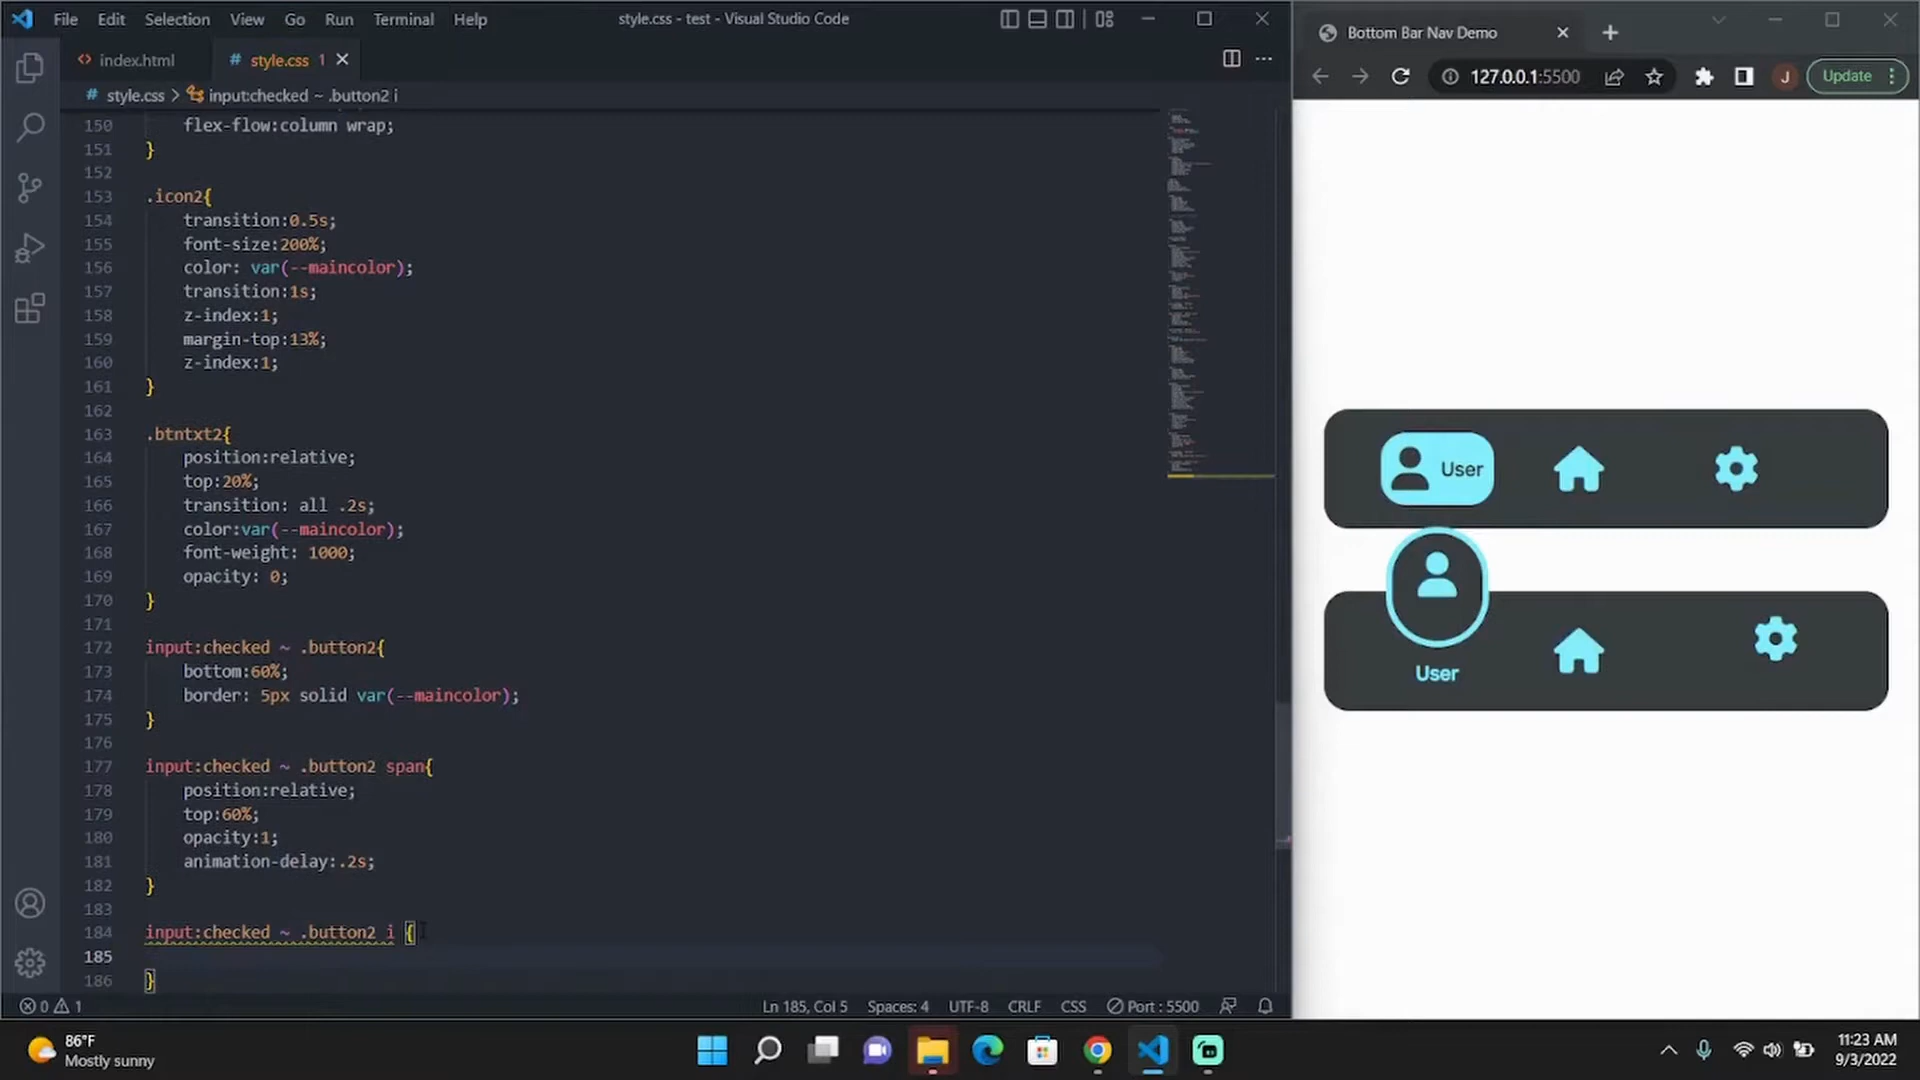 File Edit Selection View Go Run Terminal Help
style.css - test - Visual Studio Code
index.html
# style.css 1
# style.css > input:checked ~ .button2 i
150 flex-flow:column wrap;
151 }
152
153 .icon2{
154 transition:0.5s;
155 font-size:200%;
156 color: var(--maincolor);
157 transition:1s;
158 z-index:1;
159 margin-top:13%;
160 z-index:1;
161 }
162
163 .btntxt2{
164 position:relative;
165 top:20%;
166 transition: all .2s;
167 color:var(--maincolor);
168 font-weight: 1000;
169 opacity: 0;
170 }
171
172 input:checked ~ .button2{
173 bottom:60%;
174 border: 5px solid var(--maincolor);
175 }
176
177 input:checked ~ .button2 span{
178 position:relative;
179 top:60%;
180 opacity:1;
181 animation-delay:.2s;
182 }
183
184 input:checked ~ .button2 i {
185
186 }
0 1
Ln 185, Col 5 Spaces: 4 UTF-8 CRLF CSS Port : 5500
Bottom Bar Nav Demo
127.0.0.1:5500
J
Update
User
User
86°F
Mostly sunny
11:23 AM
9/3/2022